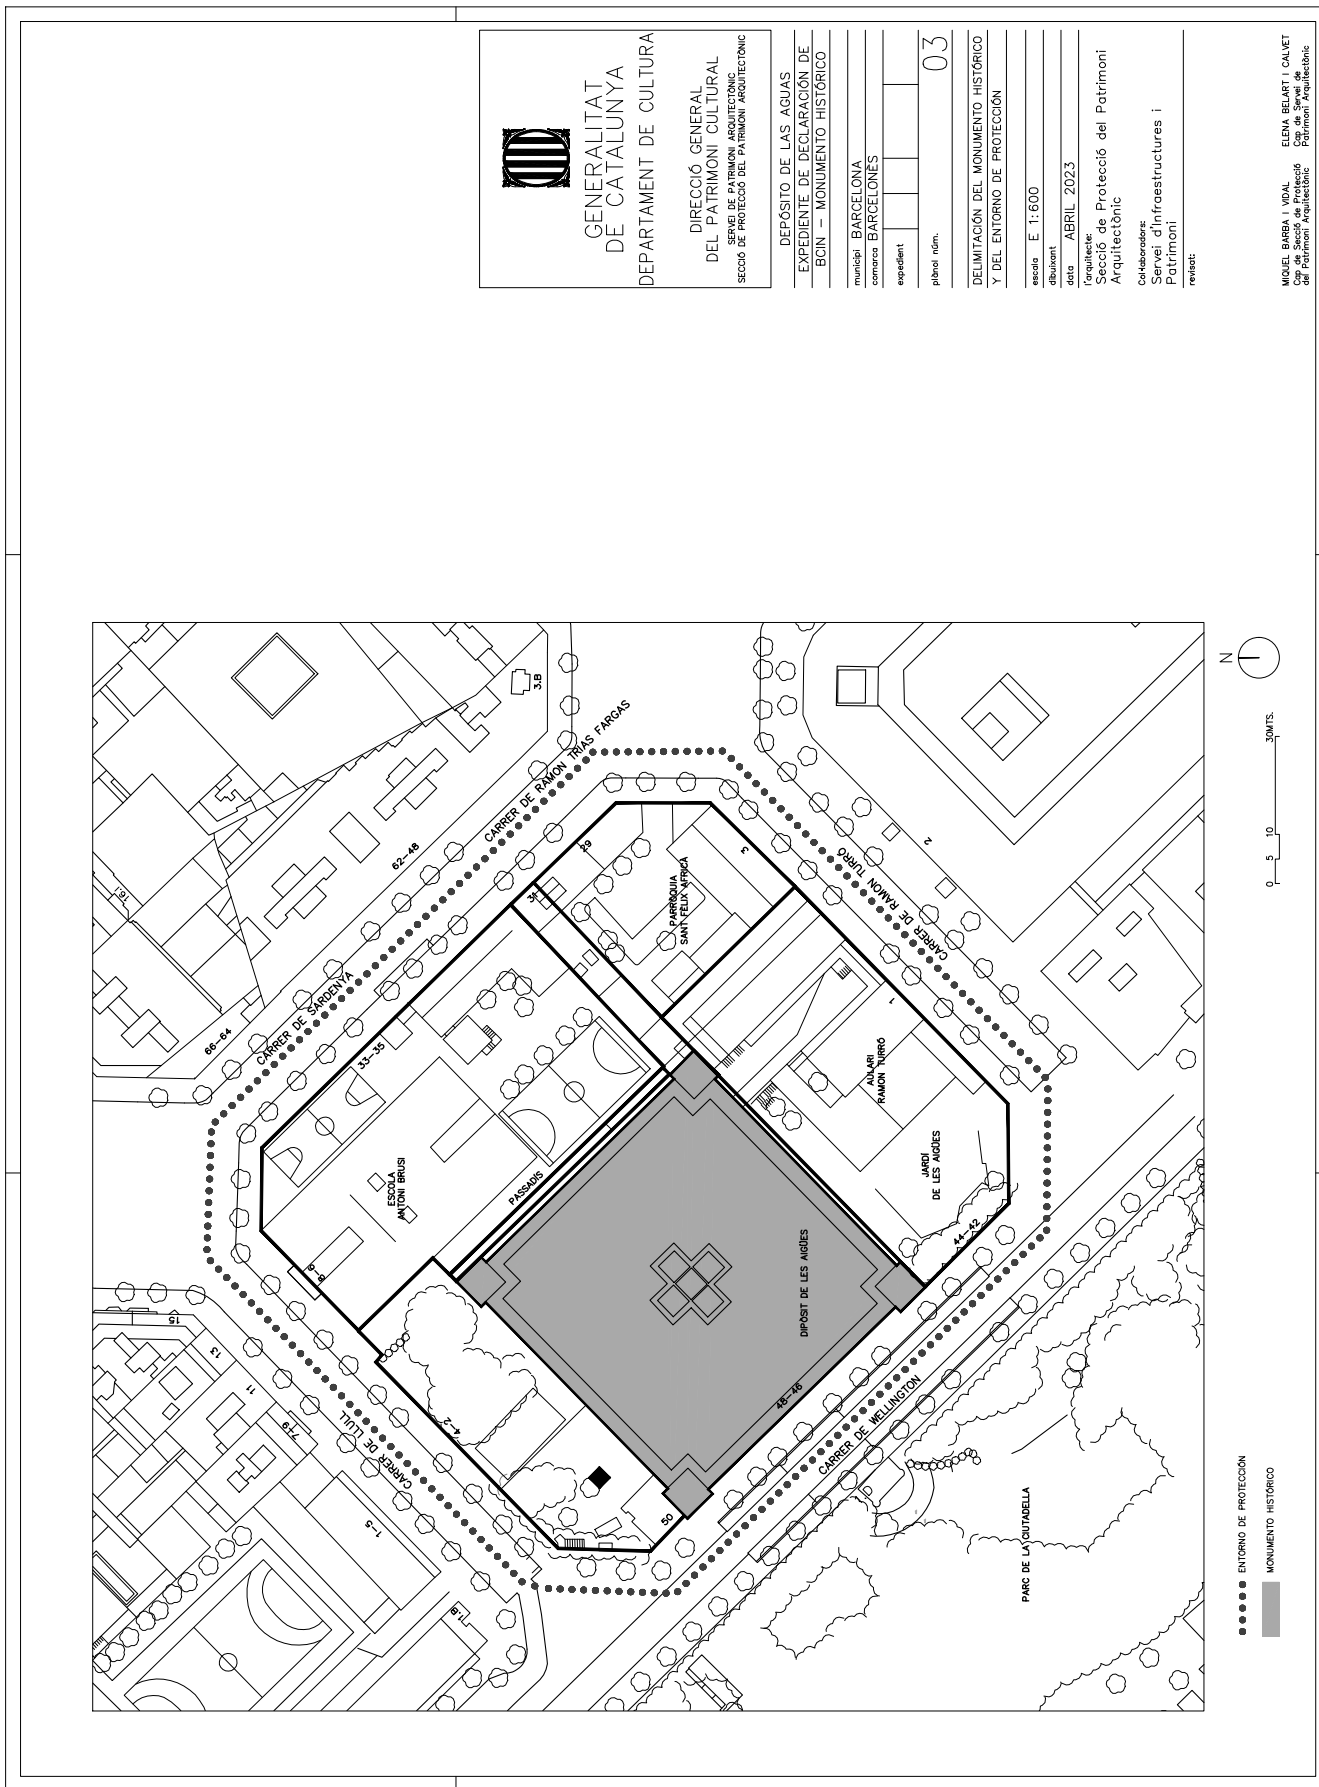 GENERALITAT
DE CATALUNYA
DEPARTAMENT DE CULTURA
DIRECCIÓ GENERAL
DEL PATRIMONI CULTURAL
SERVEI DE PATRIMONI ARQUITECTÒNIC
SECCIÓ DE PROTECCIÓ DEL PATRIMONI ARQUITECTÒNIC
DEPÓSITO DE LAS AGUAS
EXPEDIENTE DE DECLARACIÓN DE
BCIN – MONUMENTO HISTÓRICO
municipi BARCELONA
comarca BARCELONÈS
expedient
plànol núm. 03
DELIMITACIÓN DEL MONUMENTO HISTÓRICO
Y DEL ENTORNO DE PROTECCIÓN
escala E 1:600
dibuixant
data ABRIL 2023
l'arquitecte:
Secció de Protecció del Patrimoni
Arquitectònic
Col·laboradors:
Servei d'Infraestructures i
Patrimoni
revisat:
MIQUEL BARBA I VIDAL
Cap de Secció de Protecció
del Patrimoni Arquitectònic
ELENA BELART I CALVET
Cap de Servei de
Patrimoni Arquitectònic
N
0 5 10 30MTS.
16.1
3.B
62-48
66-64
CARRER DE RAMON TRIAS FARGAS
CARRER DE SARDENYA
29
31
33-35
3
2
PARRÒQUIA
SANT FÈLIX AFRICÀ
CARRER DE RAMON TURRÓ
1
ESCOLA
ANTONI BRUSI
PASSADÍS
AULARI
RAMON TURRÓ
JARDÍ
DE LES AIGÜES
44-42
8-6
DIPÒSIT DE LES AIGÜES
48-46
4-2
50
15
13
11
7-9
1-5
1.B
CARRER DE LLULL
CARRER DE WELLINGTON
PARC DE LA CIUTADELLA
ENTORNO DE PROTECCIÓN
MONUMENTO HISTÓRICO